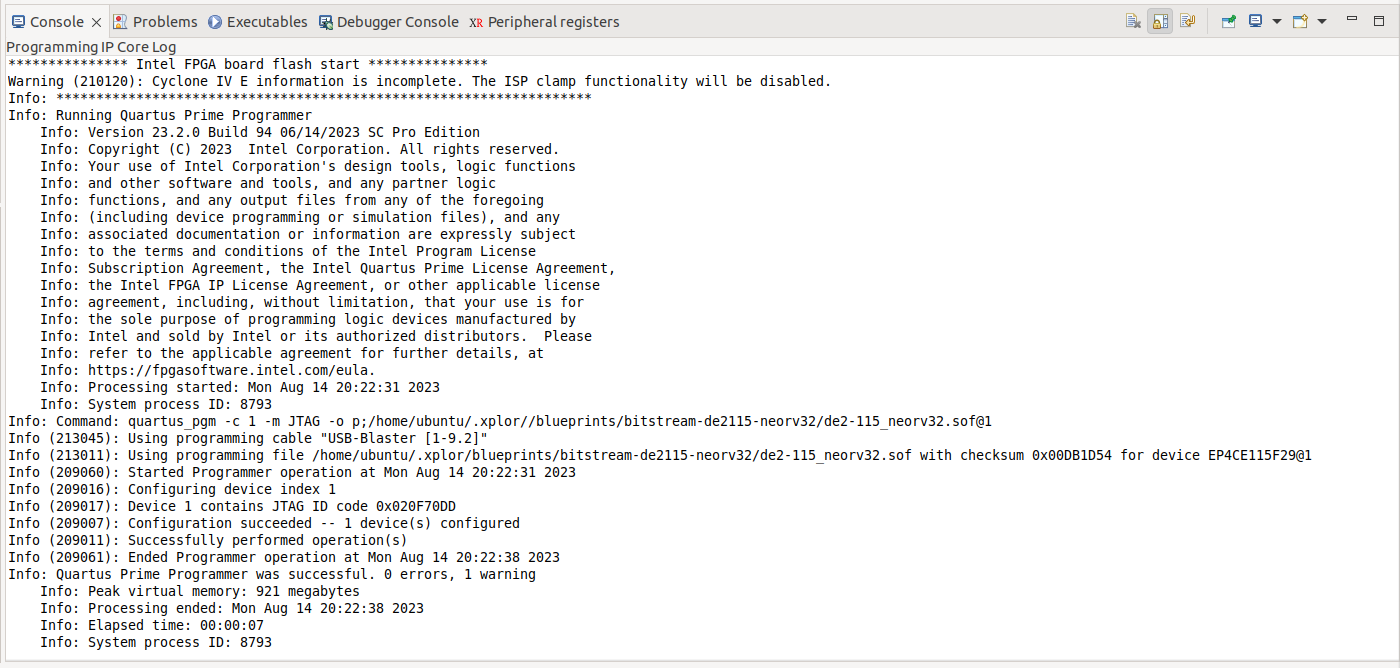 Console Problems Executables Debugger Console XR Peripheral registers
Programming IP Core Log
*************** Intel FPGA board flash start ***************
Warning (210120): Cyclone IV E information is incomplete. The ISP clamp functionality will be disabled.
Info: *******************************************************************
Info: Running Quartus Prime Programmer
    Info: Version 23.2.0 Build 94 06/14/2023 SC Pro Edition
    Info: Copyright (C) 2023  Intel Corporation. All rights reserved.
    Info: Your use of Intel Corporation's design tools, logic functions
    Info: and other software and tools, and any partner logic
    Info: functions, and any output files from any of the foregoing
    Info: (including device programming or simulation files), and any
    Info: associated documentation or information are expressly subject
    Info: to the terms and conditions of the Intel Program License
    Info: Subscription Agreement, the Intel Quartus Prime License Agreement,
    Info: the Intel FPGA IP License Agreement, or other applicable license
    Info: agreement, including, without limitation, that your use is for
    Info: the sole purpose of programming logic devices manufactured by
    Info: Intel and sold by Intel or its authorized distributors.  Please
    Info: refer to the applicable agreement for further details, at
    Info: https://fpgasoftware.intel.com/eula.
    Info: Processing started: Mon Aug 14 20:22:31 2023
    Info: System process ID: 8793
Info: Command: quartus_pgm -c 1 -m JTAG -o p;/home/ubuntu/.xplor//blueprints/bitstream-de2115-neorv32/de2-115_neorv32.sof@1
Info (213045): Using programming cable "USB-Blaster [1-9.2]"
Info (213011): Using programming file /home/ubuntu/.xplor/blueprints/bitstream-de2115-neorv32/de2-115_neorv32.sof with checksum 0x00DB1D54 for device EP4CE115F29@1
Info (209060): Started Programmer operation at Mon Aug 14 20:22:31 2023
Info (209016): Configuring device index 1
Info (209017): Device 1 contains JTAG ID code 0x020F70DD
Info (209007): Configuration succeeded -- 1 device(s) configured
Info (209011): Successfully performed operation(s)
Info (209061): Ended Programmer operation at Mon Aug 14 20:22:38 2023
Info: Quartus Prime Programmer was successful. 0 errors, 1 warning
    Info: Peak virtual memory: 921 megabytes
    Info: Processing ended: Mon Aug 14 20:22:38 2023
    Info: Elapsed time: 00:00:07
    Info: System process ID: 8793